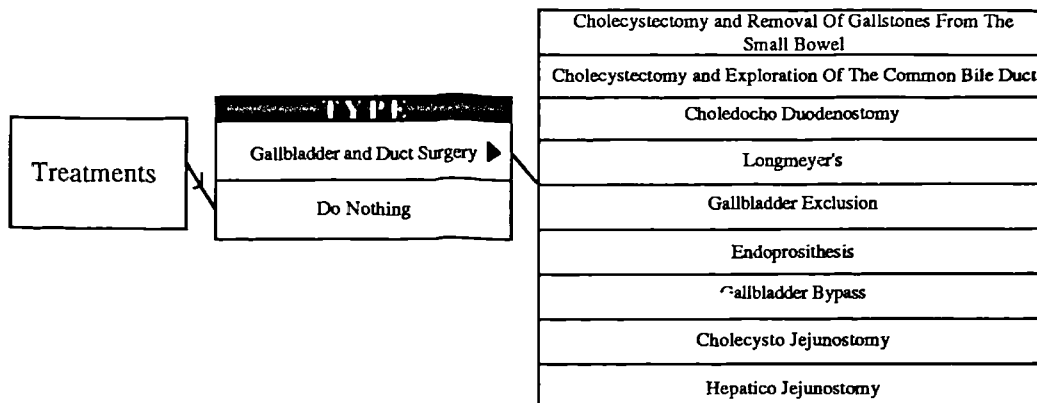 Treatments
TYPE
Gallbladder and Duct Surgery
Do Nothing
Cholecystectomy and Removal Of Gallstones From The
Small Bowel
Cholecystectomy and Exploration Of The Common Bile Duct
Choledocho Duodenostomy
Longmeyer's
Gallbladder Exclusion
Endoprosithesis
Gallbladder Bypass
Cholecysto Jejunostomy
Hepatico Jejunostomy